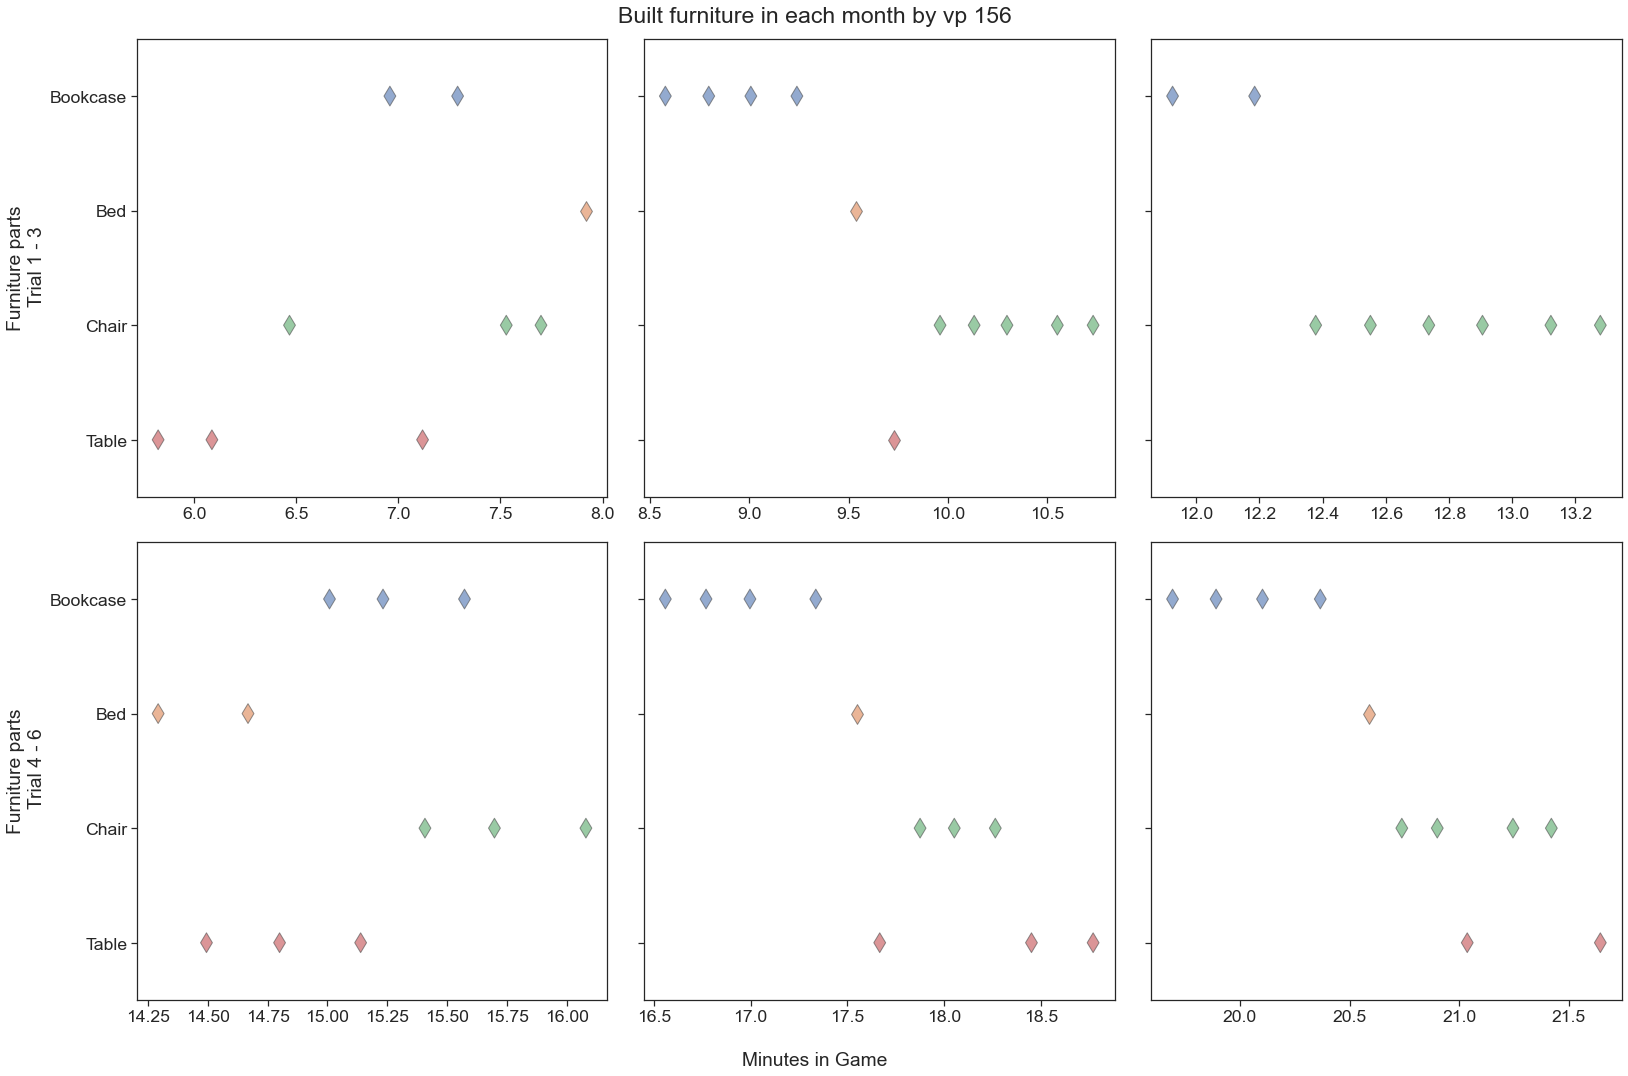 Built furniture in each month by vp 156
Furniture parts
Trial 1 - 3
Bookcase
Bed
Chair
Table
6.0 6.5 7.0 7.5 8.0
8.5 9.0 9.5 10.0 10.5
12.0 12.2 12.4 12.6 12.8 13.0 13.2
Furniture parts
Trial 4 - 6
Bookcase
Bed
Chair
Table
14.25 14.50 14.75 15.00 15.25 15.50 15.75 16.00
16.5 17.0 17.5 18.0 18.5
20.0 20.5 21.0 21.5
Minutes in Game